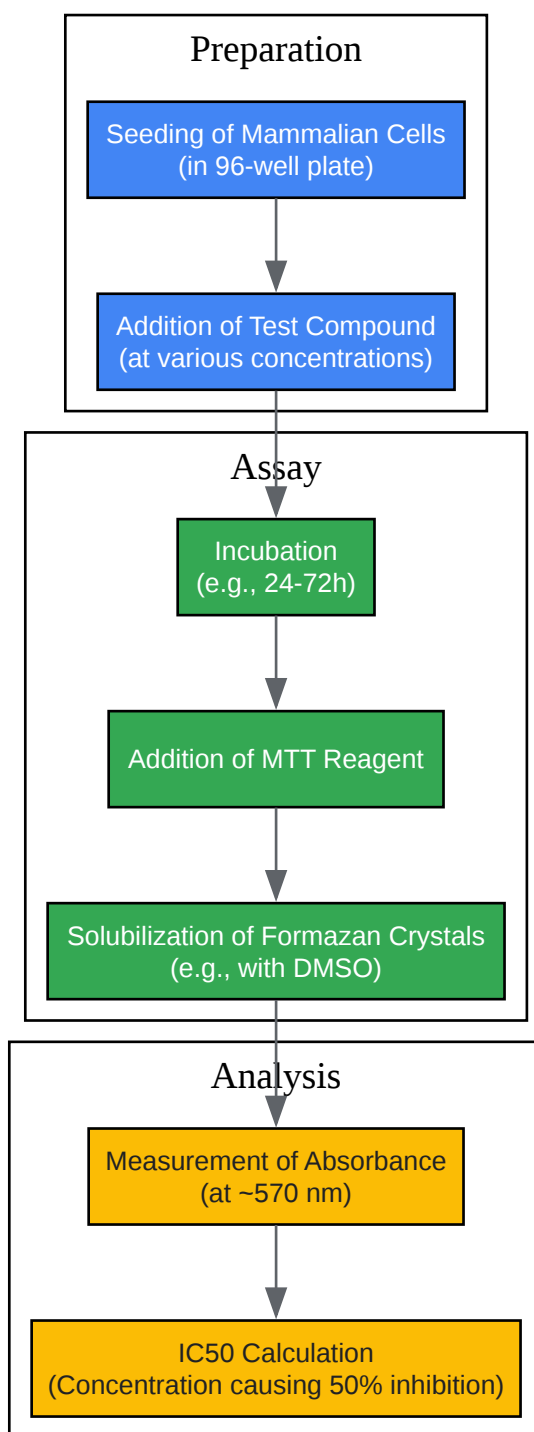 Preparation
Seeding of Mammalian Cells
(in 96-well plate)
Addition of Test Compound
(at various concentrations)
Assay
Incubation
(e.g., 24-72h)
Addition of MTT Reagent
Solubilization of Formazan Crystals
(e.g., with DMSO)
Analysis
Measurement of Absorbance
(at ~570 nm)
IC50 Calculation
(Concentration causing 50% inhibition)